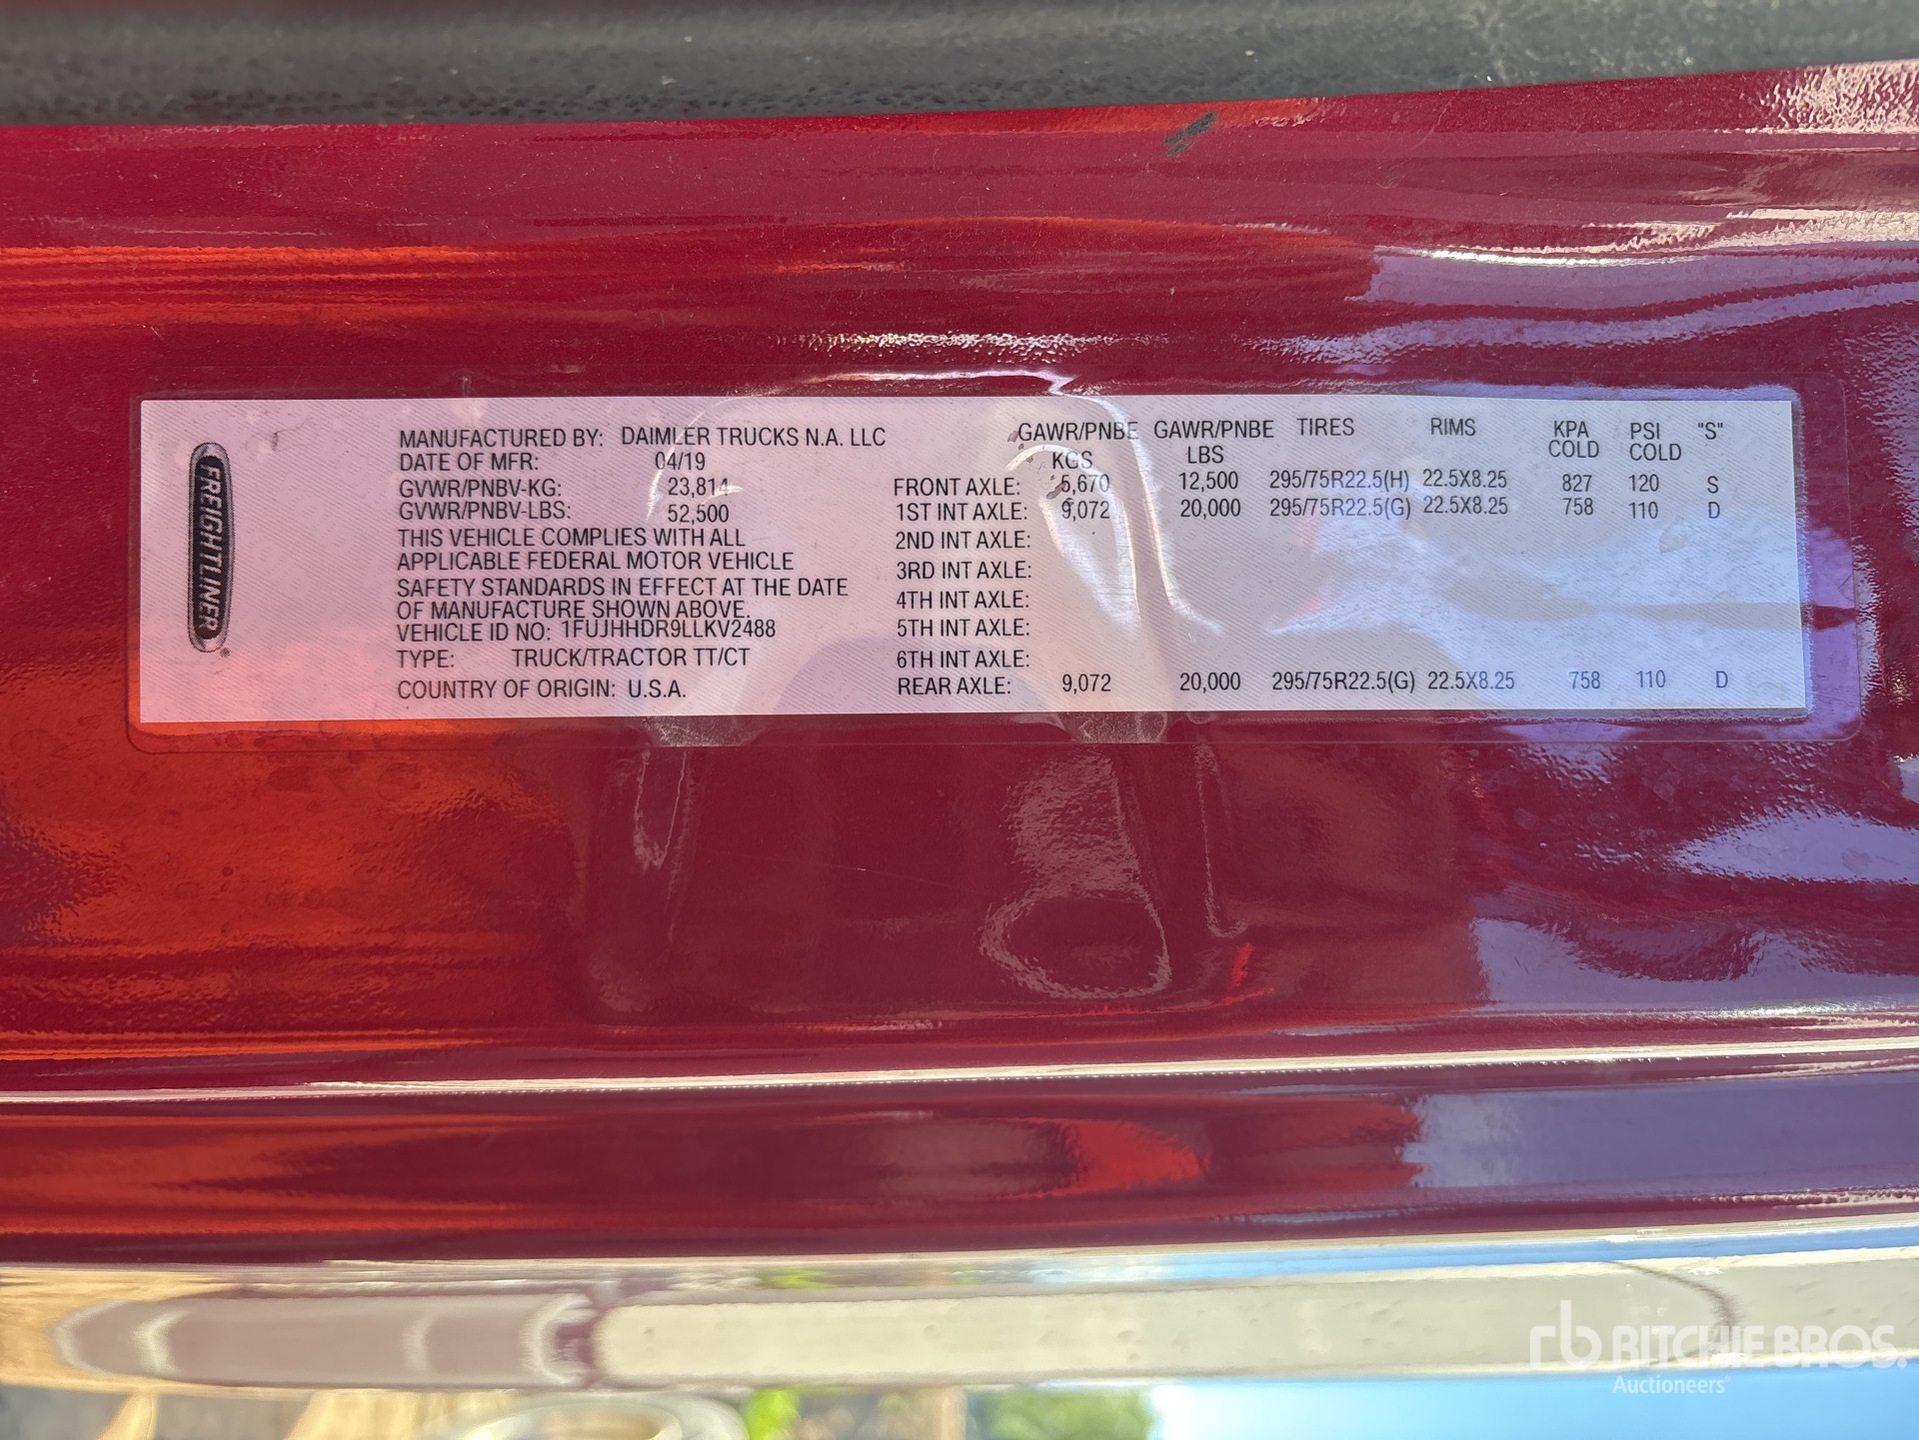 FREIGHTLINER
MANUFACTURED BY: DAIMLER TRUCKS N.A. LLC
DATE OF MFR: 04/19
GVWR/PNBV-KG: 23,814
GVWR/PNBV-LBS: 52,500
THIS VEHICLE COMPLIES WITH ALL
APPLICABLE FEDERAL MOTOR VEHICLE
SAFETY STANDARDS IN EFFECT AT THE DATE
OF MANUFACTURE SHOWN ABOVE.
VEHICLE ID NO: 1FUJHHDR9LLKV2488
TYPE: TRUCK/TRACTOR TT/CT
COUNTRY OF ORIGIN: U.S.A.
GAWR/PNBE GAWR/PNBE TIRES RIMS KPA PSI "S"
KGS LBS COLD COLD
FRONT AXLE: 5,670 12,500 295/75R22.5(H) 22.5X8.25 827 120 S
1ST INT AXLE: 9,072 20,000 295/75R22.5(G) 22.5X8.25 758 110 D
2ND INT AXLE:
3RD INT AXLE:
4TH INT AXLE:
5TH INT AXLE:
6TH INT AXLE:
REAR AXLE: 9,072 20,000 295/75R22.5(G) 22.5X8.25 758 110 D
rb RITCHIE BROS.
Auctioneers